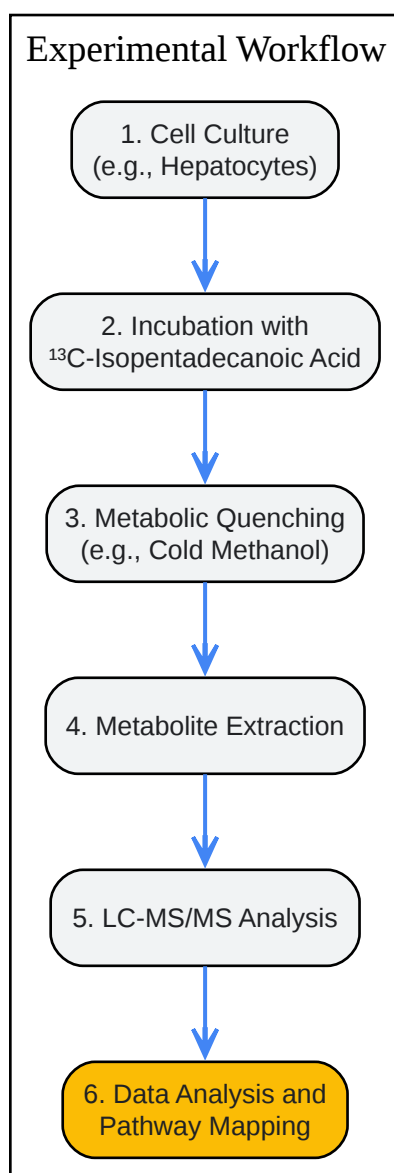 Experimental Workflow
1. Cell Culture
(e.g., Hepatocytes)
2. Incubation with
¹³C-Isopentadecanoic Acid
3. Metabolic Quenching
(e.g., Cold Methanol)
4. Metabolite Extraction
5. LC-MS/MS Analysis
6. Data Analysis and
Pathway Mapping